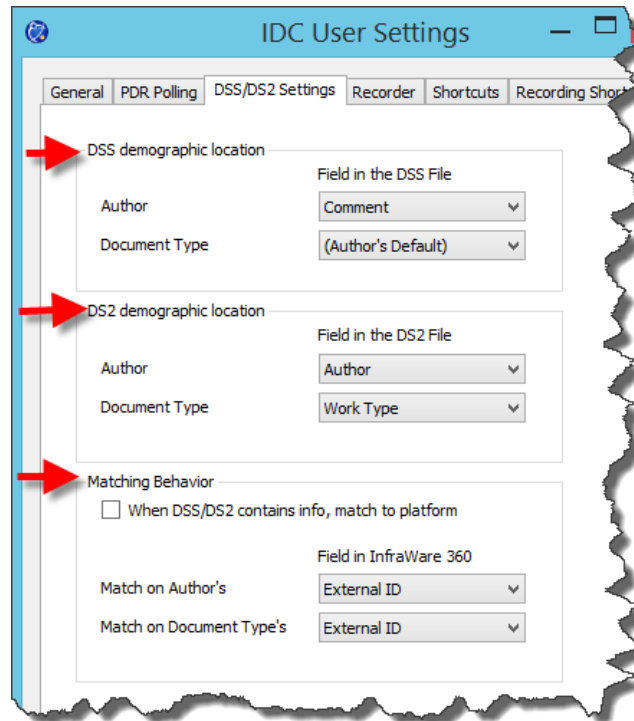 IDC User Settings
General PDR Polling DSS/DS2 Settings Recorder Shortcuts Recording Short
DSS demographic location
Field in the DSS File
Author Comment
Document Type (Author's Default)
DS2 demographic location
Field in the DS2 File
Author Author
Document Type Work Type
Matching Behavior
When DSS/DS2 contains info, match to platform
Field in InfraWare 360
Match on Author's External ID
Match on Document Type's External ID